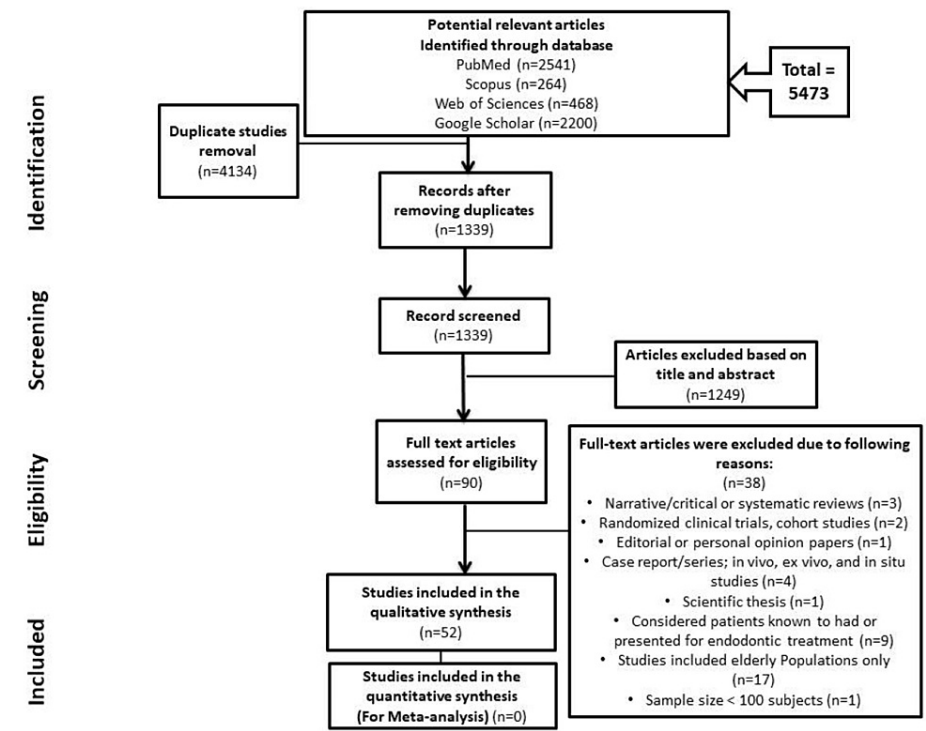 Potential relevant articles
Identified through database
PubMed (n=2541)
Scopus (n=264)
Web of Sciences (n=468)
Google Scholar (n=2200)
Total =
5473
Identification
Duplicate studies
removal
(n=4134)
Records after
removing duplicates
(n=1339)
Screening
Record screened
(n=1339)
Articles excluded based on
title and abstract
(n=1249)
Eligibility
Full text articles
assessed for eligibility
(n=90)
Full-text articles were excluded due to following
reasons:
(n=38)
• Narrative/critical or systematic reviews (n=3)
• Randomized clinical trials, cohort studies (n=2)
• Editorial or personal opinion papers (n=1)
• Case report/series; in vivo, ex vivo, and in situ
studies (n=4)
• Scientific thesis (n=1)
• Considered patients known to had or
presented for endodontic treatment (n=9)
• Studies included elderly Populations only
(n=17)
• Sample size < 100 subjects (n=1)
Included
Studies included in the
qualitative synthesis
(n=52)
Studies included in the
quantitative synthesis
(For Meta-analysis) (n=0)